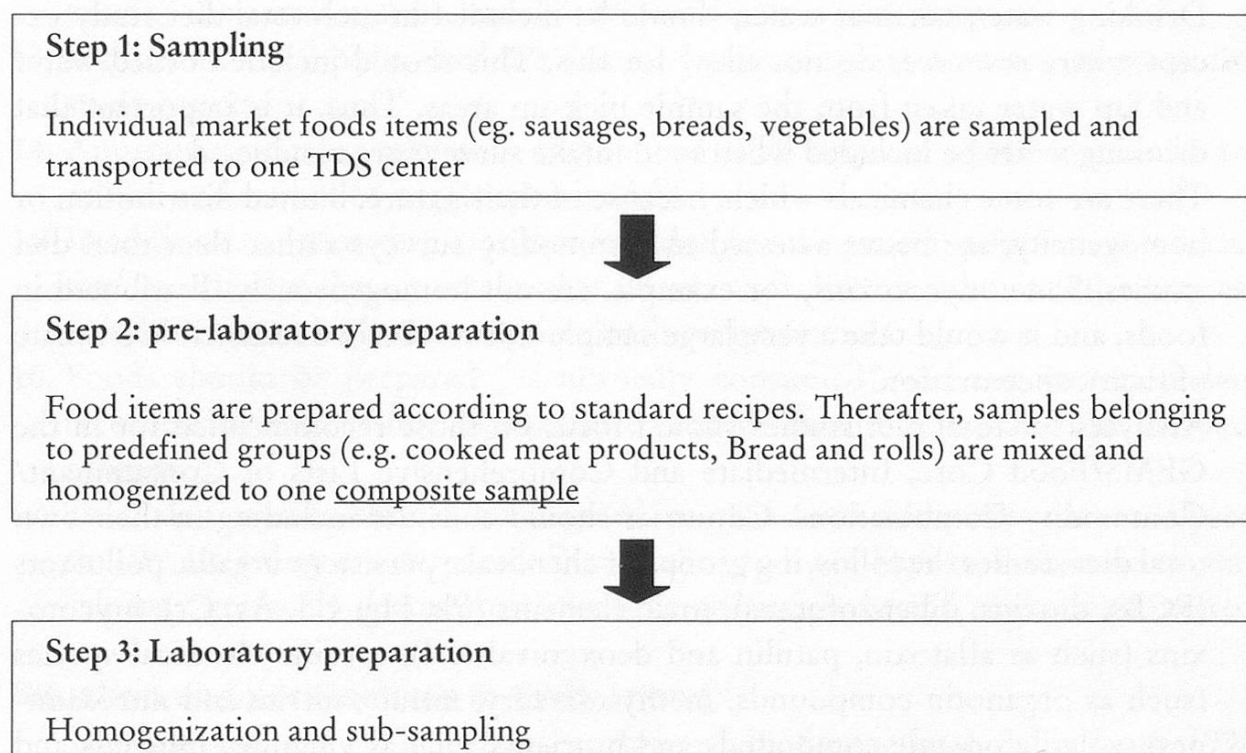 Step 1: Sampling
Individual market foods items (eg. sausages, breads, vegetables) are sampled and
transported to one TDS center
Step 2: pre-laboratory preparation
Food items are prepared according to standard recipes. Thereafter, samples belonging
to predefined groups (e.g. cooked meat products, Bread and rolls) are mixed and
homogenized to one composite sample
Step 3: Laboratory preparation
Homogenization and sub-sampling